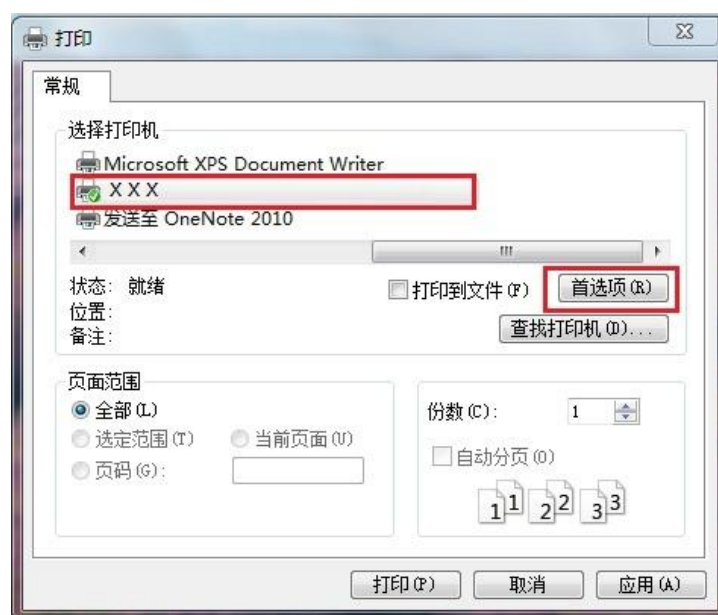 打印
常规
选择打印机
Microsoft XPS Document Writer
X X X
发送至 OneNote 2010
状态: 就绪
打印到文件(F)
首选项(R)
位置:
备注:
查找打印机(D)...
页面范围
全部(L)
选定范围(T)
当前页面(U)
页码(G):
份数(C):
1
自动分页(O)
1 1 2 2 3 3
打印(P)
取消
应用(A)